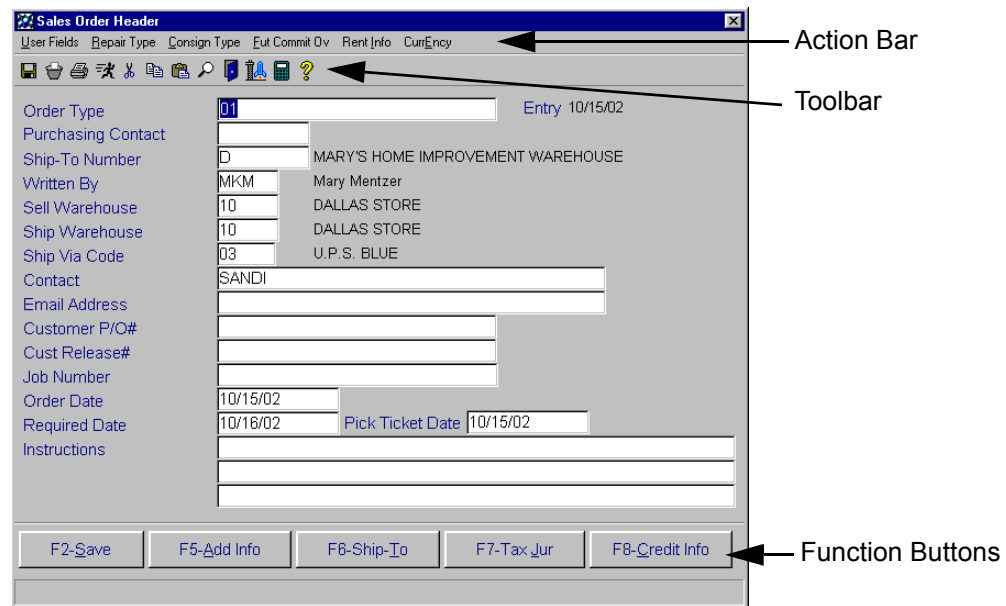 Sales Order Header
User Fields Repair Type Consign Type Fut Commit Ov Rent Info CurrEncy
Action Bar
Toolbar
Order Type 01 Entry 10/15/02
Purchasing Contact
Ship-To Number D MARY'S HOME IMPROVEMENT WAREHOUSE
Written By MKM Mary Mentzer
Sell Warehouse 10 DALLAS STORE
Ship Warehouse 10 DALLAS STORE
Ship Via Code 03 U.P.S. BLUE
Contact SANDI
Email Address
Customer P/O#
Cust Release#
Job Number
Order Date 10/15/02
Required Date 10/16/02 Pick Ticket Date 10/15/02
Instructions
F2-Save F5-Add Info F6-Ship-To F7-Tax Jur F8-Credit Info
Function Buttons